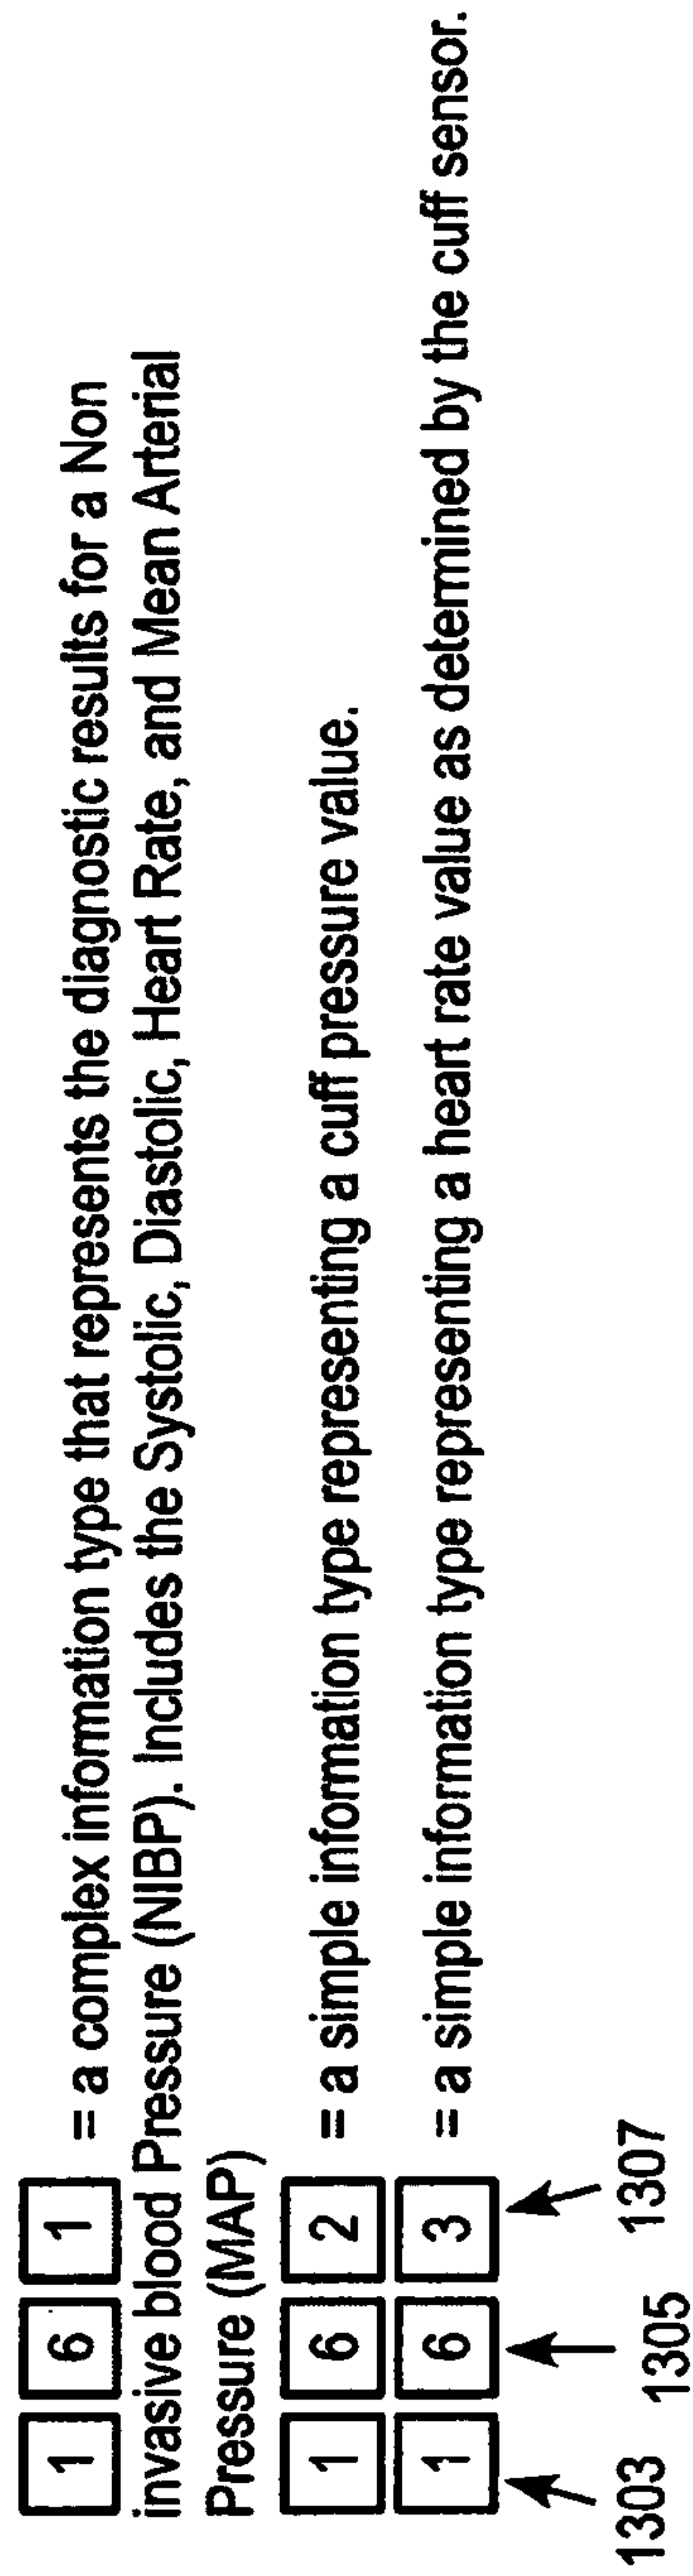 1 6 1 = a complex information type that represents the diagnostic results for a Non
invasive blood Pressure (NIBP). Includes the Systolic, Diastolic, Heart Rate, and Mean Arterial
Pressure (MAP)
1 6 2 = a simple information type representing a cuff pressure value.
1 6 3 = a simple information type representing a heart rate value as determined by the cuff sensor.
1303 1305 1307